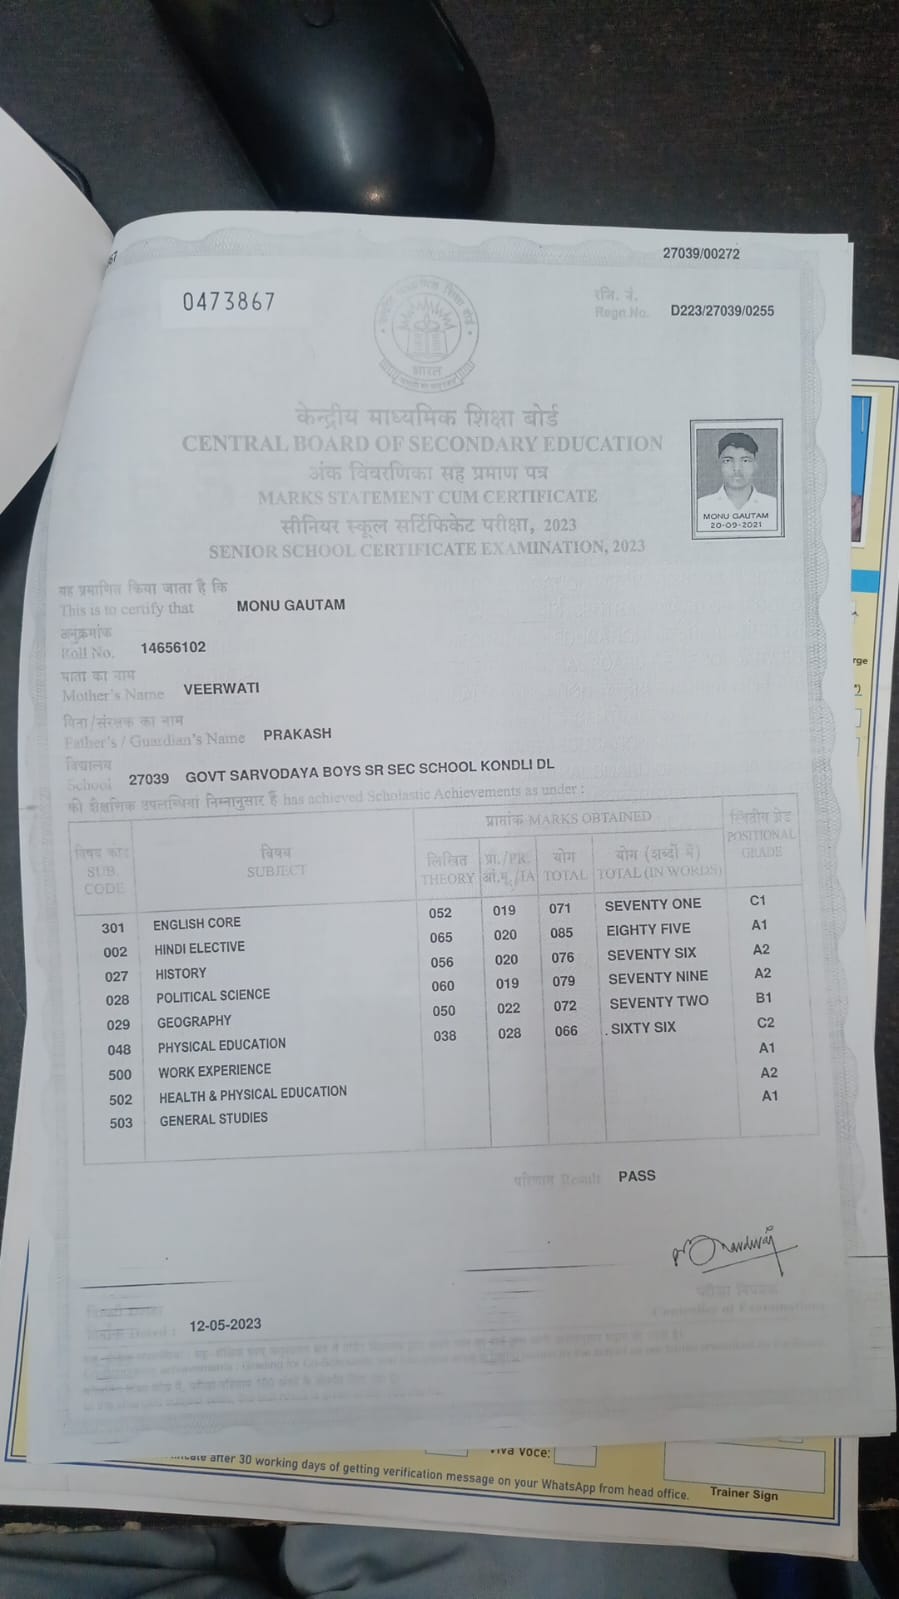 27039/00272
0473867
रजि. नं.
Regn.No. D223/27039/0255
भारत
केन्द्रीय माध्यमिक शिक्षा बोर्ड
CENTRAL BOARD OF SECONDARY EDUCATION
अंक विवरणिका सह प्रमाण पत्र
MARKS STATEMENT CUM CERTIFICATE
सीनियर स्कूल सर्टिफिकेट परीक्षा, 2023
SENIOR SCHOOL CERTIFICATE EXAMINATION, 2023
MONU GAUTAM
20-09-2021
यह प्रमाणित किया जाता है कि
This is to certify that MONU GAUTAM
अनुक्रमांक
Roll No. 14656102
माता का नाम
Mother's Name VEERWATI
पिता/संरक्षक का नाम
Father's / Guardian's Name PRAKASH
विद्यालय
School 27039 GOVT SARVODAYA BOYS SR SEC SCHOOL KONDLI DL
की शैक्षणिक उपलब्धियां निम्नानुसार हैं has achieved Scholastic Achievements as under :
प्राप्तांक MARKS OBTAINED
विषय कोड SUB. CODE विषय SUBJECT लिखित THEORY प्रा./PR. आं.मू./IA योग TOTAL योग (शब्दों में) TOTAL (IN WORDS) स्थितीय ग्रेड POSITIONAL GRADE
301 ENGLISH CORE 052 019 071 SEVENTY ONE C1
002 HINDI ELECTIVE 065 020 085 EIGHTY FIVE A1
027 HISTORY 056 020 076 SEVENTY SIX A2
028 POLITICAL SCIENCE 060 019 079 SEVENTY NINE A2
029 GEOGRAPHY 050 022 072 SEVENTY TWO B1
048 PHYSICAL EDUCATION 038 028 066 SIXTY SIX C2
500 WORK EXPERIENCE A1
502 HEALTH & PHYSICAL EDUCATION A2
503 GENERAL STUDIES A1
परिणाम Result PASS
परीक्षा नियंत्रक
Controller of Examinations
दिनांक Dated : 12-05-2023
Viva Voce:
after 30 working days of getting verification message on your WhatsApp from head office.
Trainer Sign